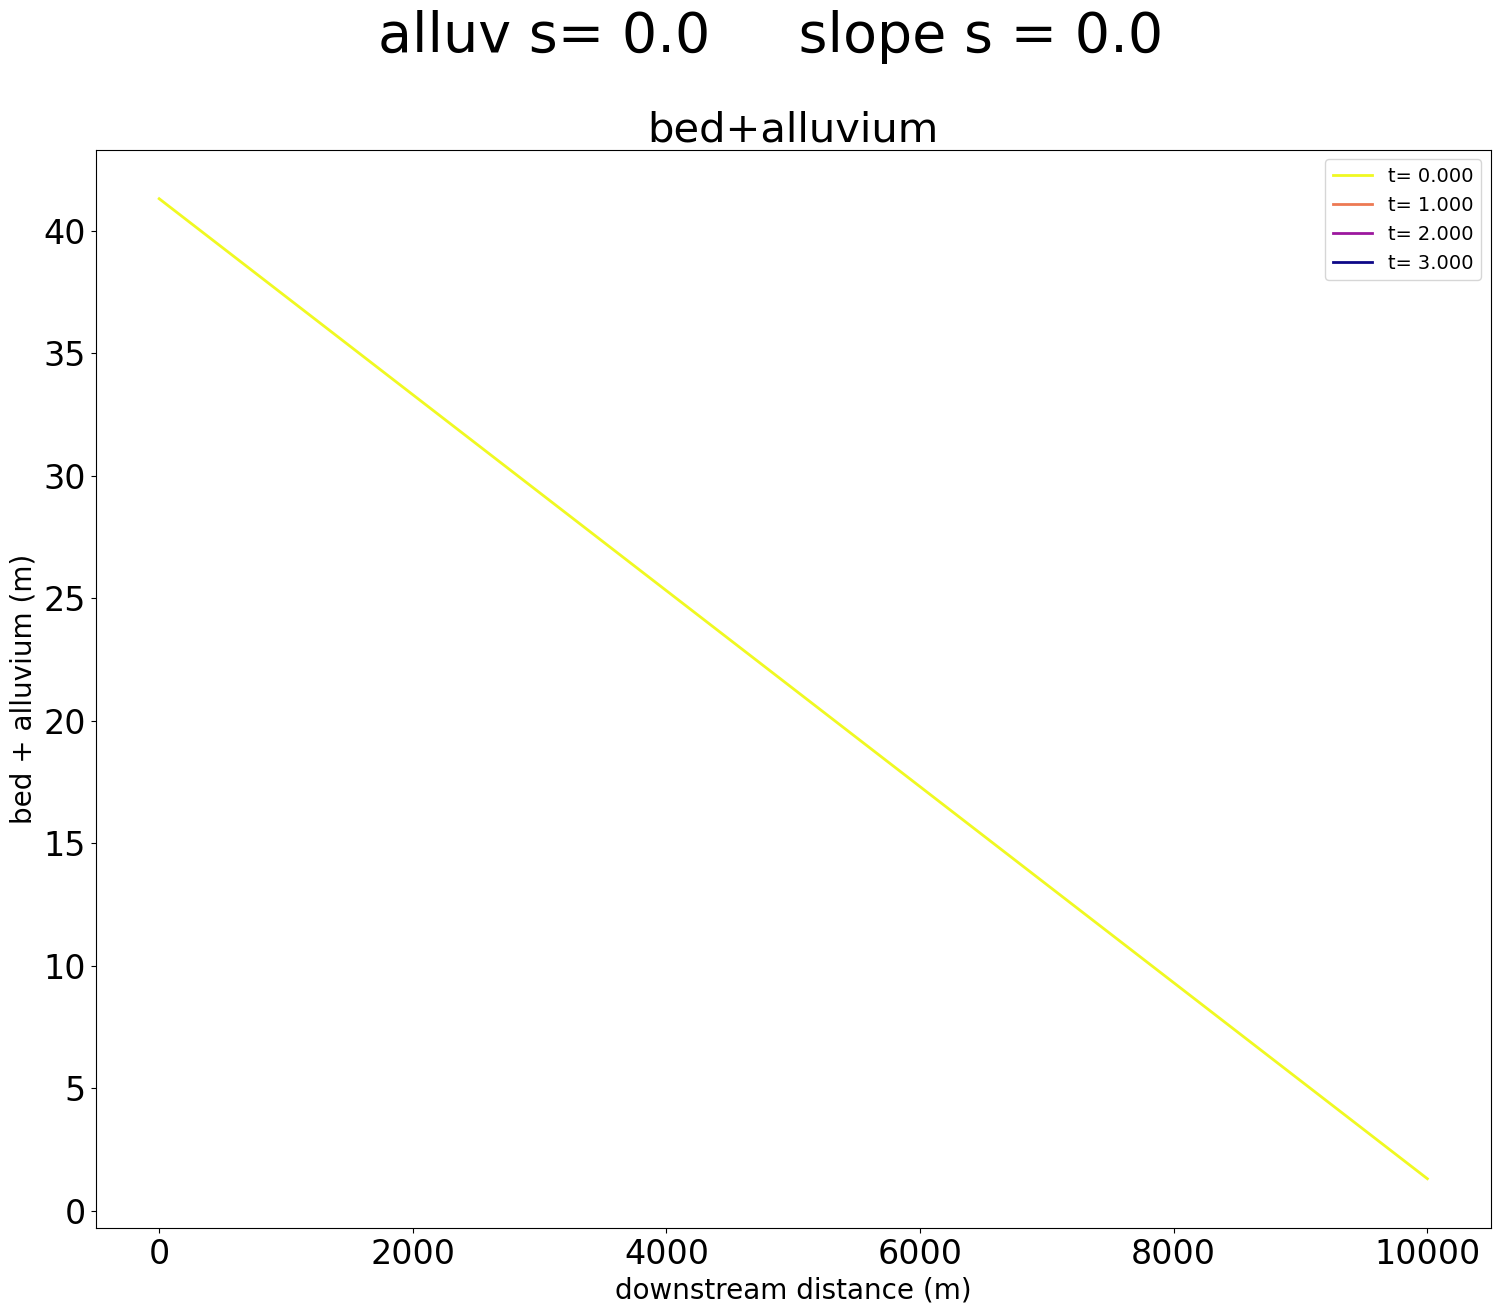 alluv s= 0.0 slope s = 0.0
bed+alluvium
t= 0.000
t= 1.000
t= 2.000
t= 3.000
bed + alluvium (m)
40
35
30
25
20
15
10
5
0
0 2000 4000 6000 8000 10000
downstream distance (m)